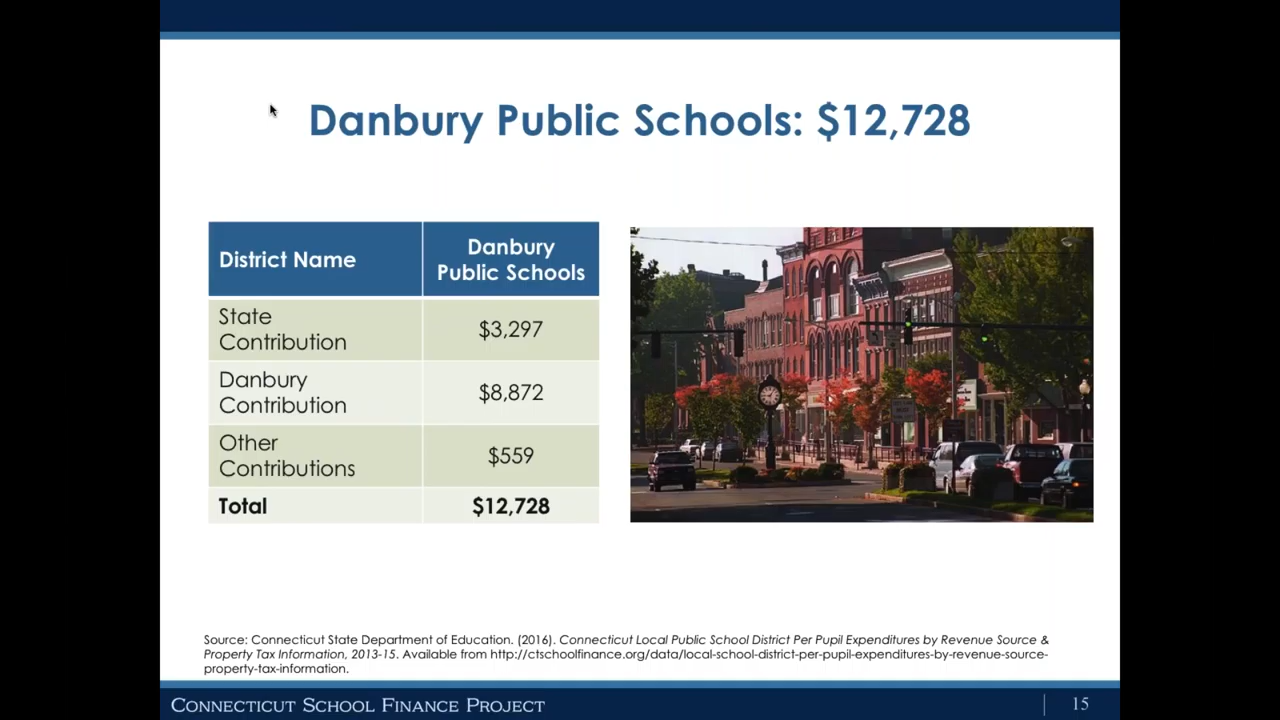 Danbury Public Schools: $12,728
District Name
Danbury
Public Schools
State
Contribution
$3,297
Danbury
Contribution
$8,872
Other
Contributions
$559
Total
$12,728
Source: Connecticut State Department of Education. (2016). Connecticut Local Public School District Per Pupil Expenditures by Revenue Source &
Property Tax Information, 2013-15. Available from http://ctschoolfinance.org/data/local-school-district-per-pupil-expenditures-by-revenue-source-
property-tax-information.
CONNECTICUT SCHOOL FINANCE PROJECT
15